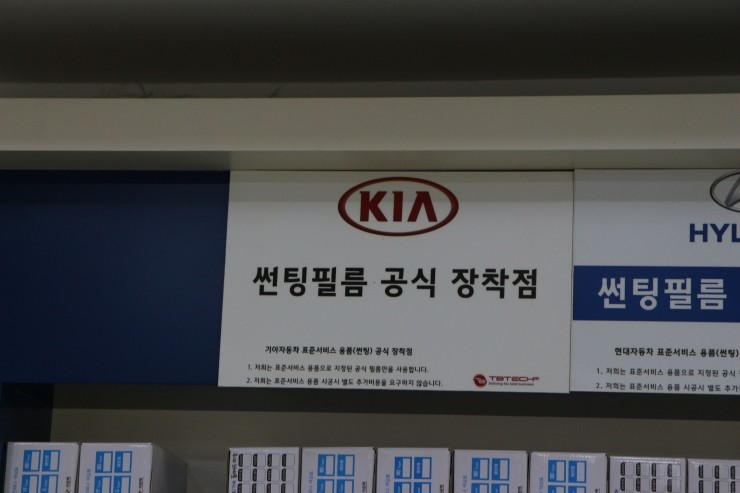 KIA
썬팅필름 공식 장착점
기아자동차 표준서비스 용품(썬팅) 공식 장착점
1. 저희는 표준서비스 용품으로 지정된 공식 필름만을 사용합니다.
2. 저희는 표준서비스 용품 시공시 별도 추가비용을 요구하지 않습니다.
TBTECH
HYU
썬팅필름
현대자동차 표준서비스 용품(썬팅)
1. 저희는 표준서비스 용품으로 지정된 공식
2. 저희는 표준서비스 용품 시공시 별도 추가비용